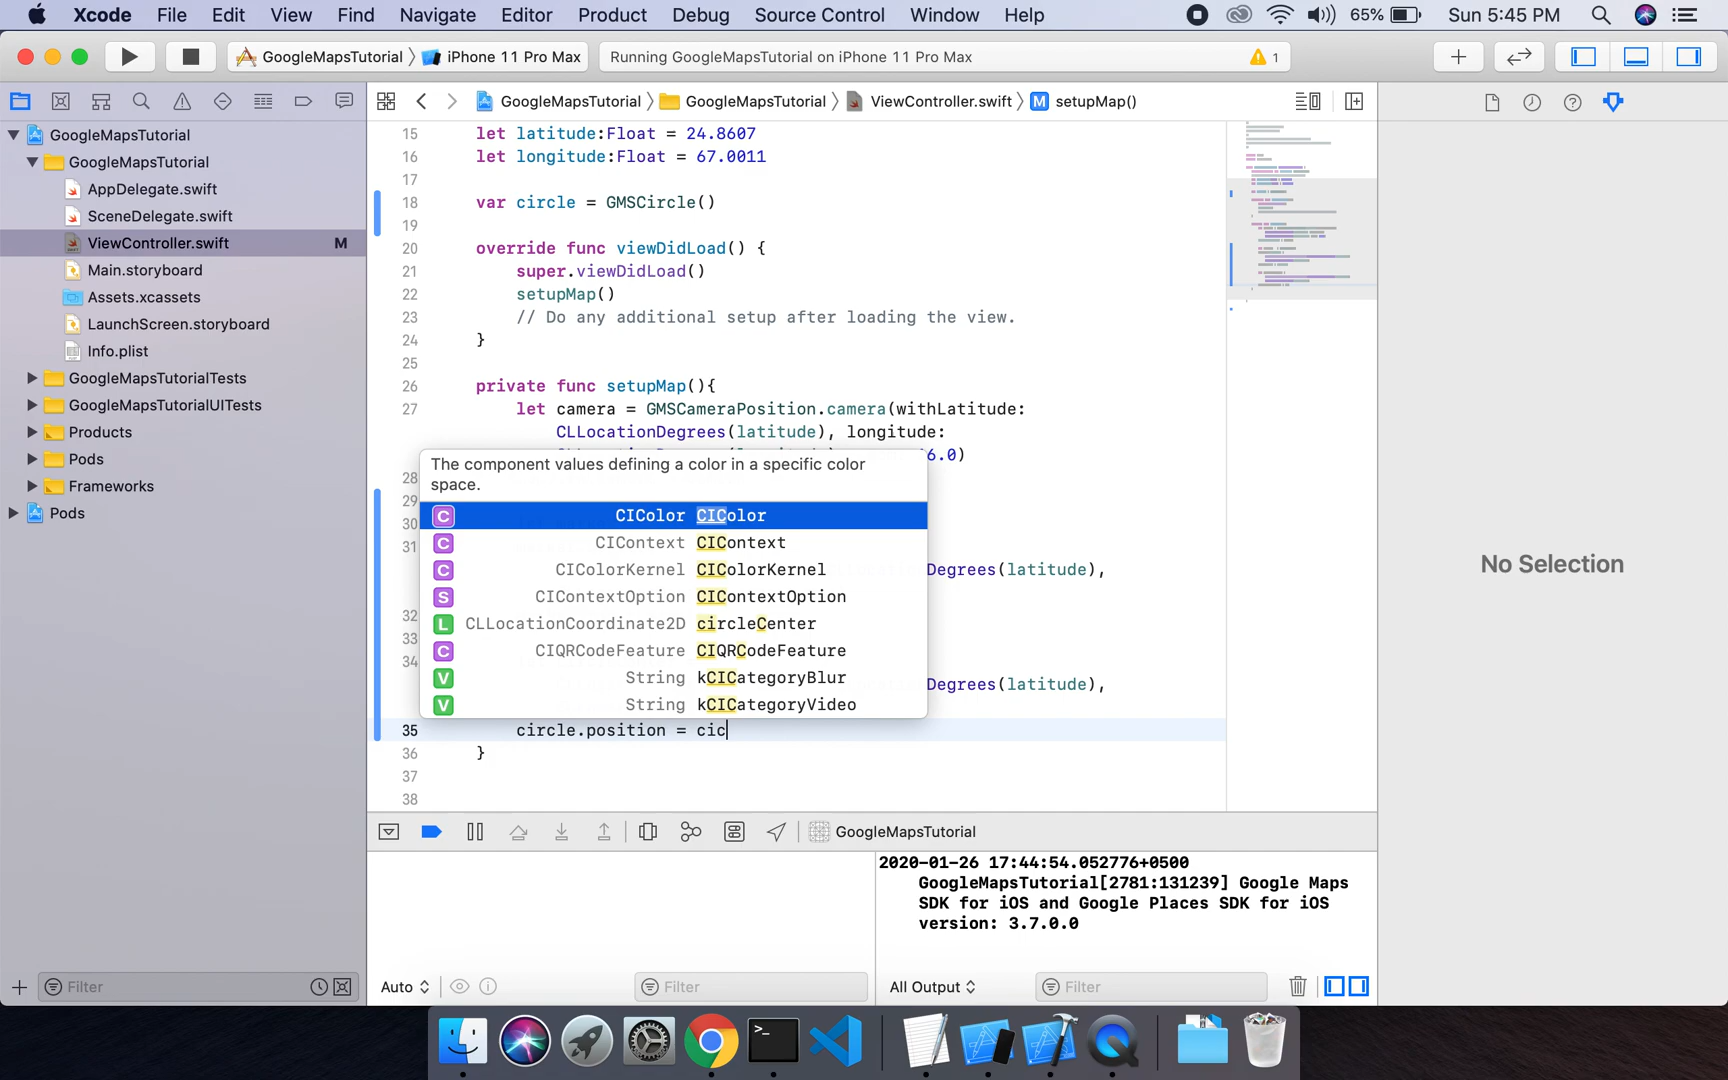 Xcode File Edit View Find Navigate Editor Product Debug Source Control Window Help 65% Sun 5:45 PM
GoogleMapsTutorial iPhone 11 Pro Max Running GoogleMapsTutorial on iPhone 11 Pro Max 1
GoogleMapsTutorial GoogleMapsTutorial ViewController.swift M setupMap()
GoogleMapsTutorial
GoogleMapsTutorial
AppDelegate.swift
SceneDelegate.swift
ViewController.swift M
Main.storyboard
Assets.xcassets
LaunchScreen.storyboard
Info.plist
GoogleMapsTutorialTests
GoogleMapsTutorialUITests
Products
Pods
Frameworks
Pods
Filter
15 let latitude:Float = 24.8607
16 let longitude:Float = 67.0011
17
18 var circle = GMSCircle()
19
20 override func viewDidLoad() {
21 super.viewDidLoad()
22 setupMap()
23 // Do any additional setup after loading the view.
24 }
25
26 private func setupMap(){
27 let camera = GMSCameraPosition.camera(withLatitude:
CLLocationDegrees(latitude), longitude:
6.0)
28
29
30
31
Degrees(latitude),
32
33
34
Degrees(latitude),
35 circle.position = cic
36 }
37
38
The component values defining a color in a specific color
space.
C CIColor CIColor
C CIContext CIContext
C CIColorKernel CIColorKernel
S CIContextOption CIContextOption
L CLLocationCoordinate2D circleCenter
C CIQRCodeFeature CIQRCodeFeature
V String kCICategoryBlur
V String kCICategoryVideo
No Selection
GoogleMapsTutorial
2020-01-26 17:44:54.052776+0500
GoogleMapsTutorial[2781:131239] Google Maps
SDK for iOS and Google Places SDK for iOS
version: 3.7.0.0
Auto Filter All Output Filter